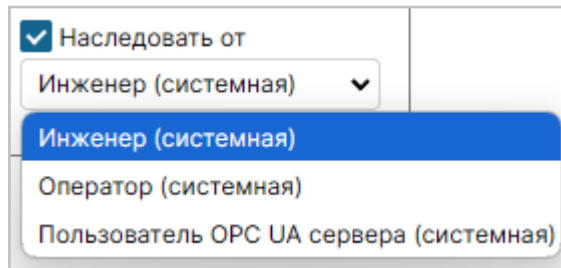 Наследовать от
Инженер (системная)
Инженер (системная)
Оператор (системная)
Пользователь OPC UA сервера (системная)